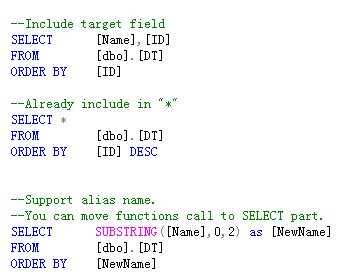 --Include target field
SELECT [Name],[ID]
FROM [dbo].[DT]
ORDER BY [ID]
--Already include in "*"
SELECT *
FROM [dbo].[DT]
ORDER BY [ID] DESC
--Support alias name.
--You can move functions call to SELECT part.
SELECT SUBSTRING([Name],0,2) as [NewName]
FROM [dbo].[DT]
ORDER BY [NewName]